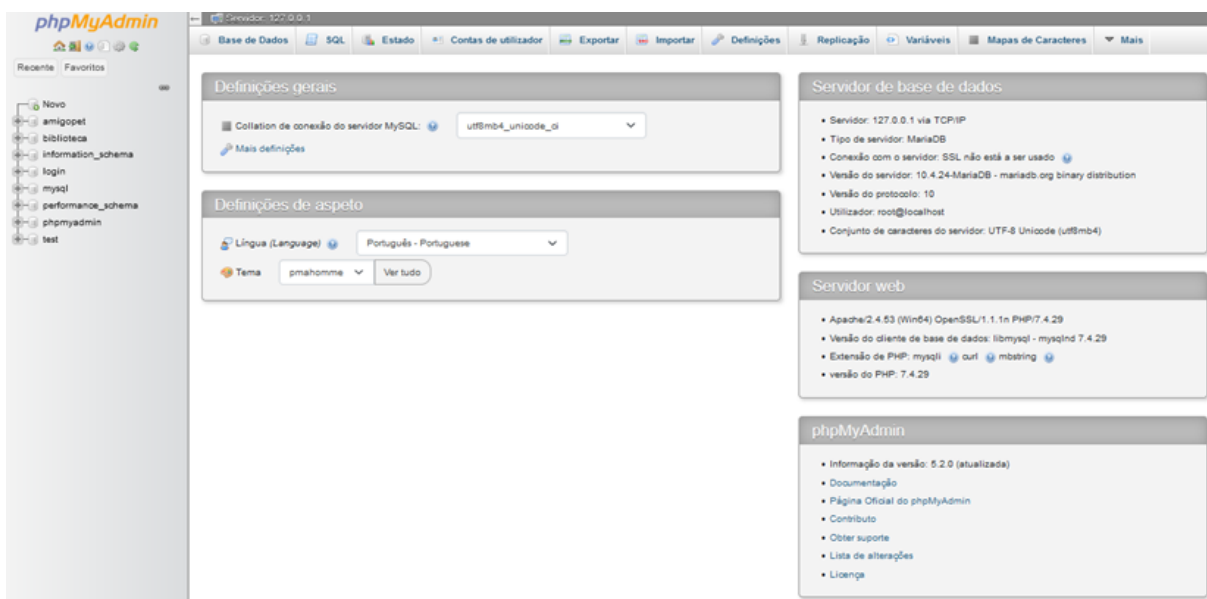 phpMyAdmin
Recente Favoritos
Novo
amigopet
biblioteca
information_schema
login
mysql
performance_schema
phpmyadmin
test
Servidor: 127.0.0.1
Base de Dados SQL Estado Contas de utilizador Exportar Importar Definições Replicação Variáveis Mapas de Caracteres Mais
Definições gerais
Collation de conexão do servidor MySQL: utf8mb4_unicode_ci
Mais definições
Definições de aspeto
Língua (Language) Português - Portuguese
Tema pmahomme Ver tudo
Servidor de base de dados
• Servidor: 127.0.0.1 via TCP/IP
• Tipo de servidor: MariaDB
• Conexão com o servidor: SSL não está a ser usado
• Versão do servidor: 10.4.24-MariaDB - mariadb.org binary distribution
• Versão do protocolo: 10
• Utilizador: root@localhost
• Conjunto de caracteres do servidor: UTF-8 Unicode (utf8mb4)
Servidor web
• Apache/2.4.53 (Win64) OpenSSL/1.1.1n PHP/7.4.29
• Versão do cliente de base de dados: libmysql - mysqlnd 7.4.29
• Extensão de PHP: mysqli curl mbstring
• versão do PHP: 7.4.29
phpMyAdmin
• Informação da versão: 5.2.0 (atualizada)
• Documentação
• Página Oficial do phpMyAdmin
• Contributo
• Obter suporte
• Lista de alterações
• Licença